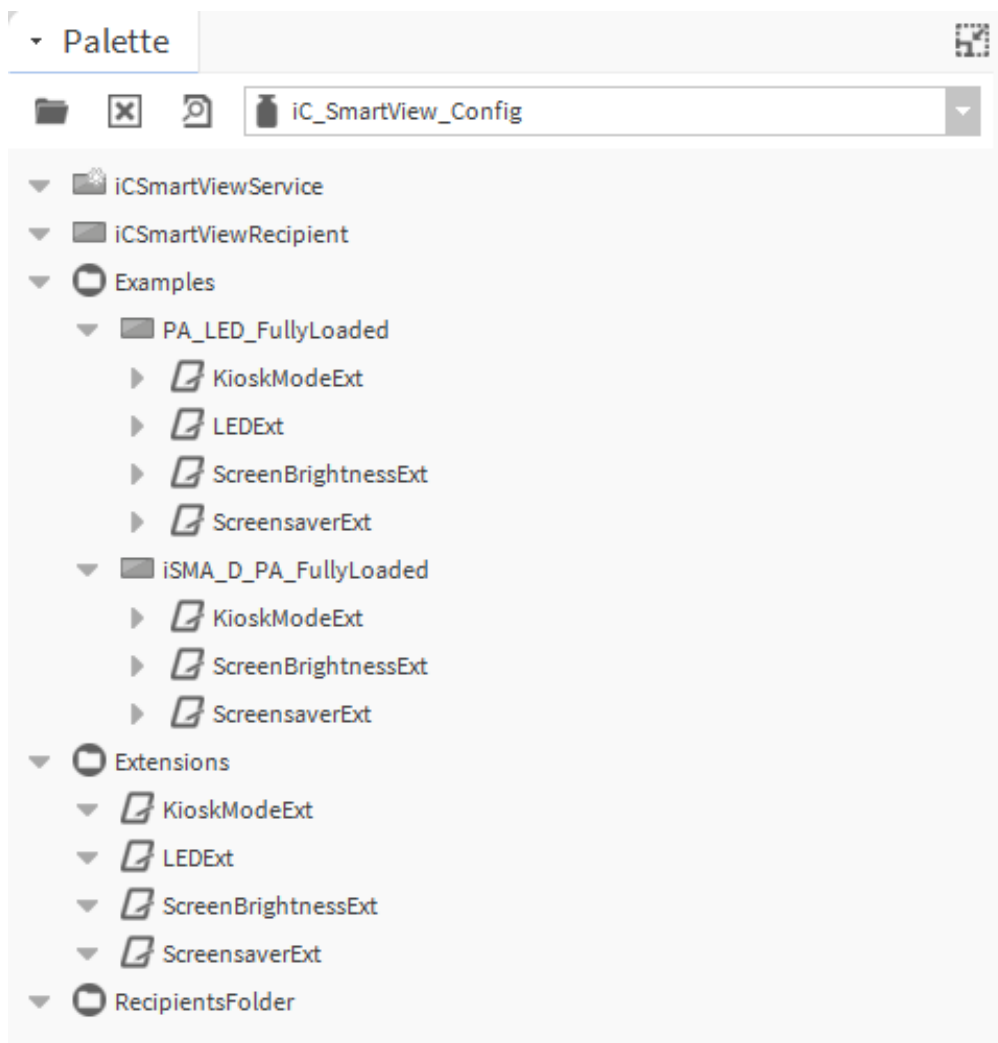 Palette
iC_SmartView_Config
iCSmartViewService
iCSmartViewRecipient
Examples
PA_LED_FullyLoaded
KioskModeExt
LEDExt
ScreenBrightnessExt
ScreensaverExt
iSMA_D_PA_FullyLoaded
KioskModeExt
ScreenBrightnessExt
ScreensaverExt
Extensions
KioskModeExt
LEDExt
ScreenBrightnessExt
ScreensaverExt
RecipientsFolder